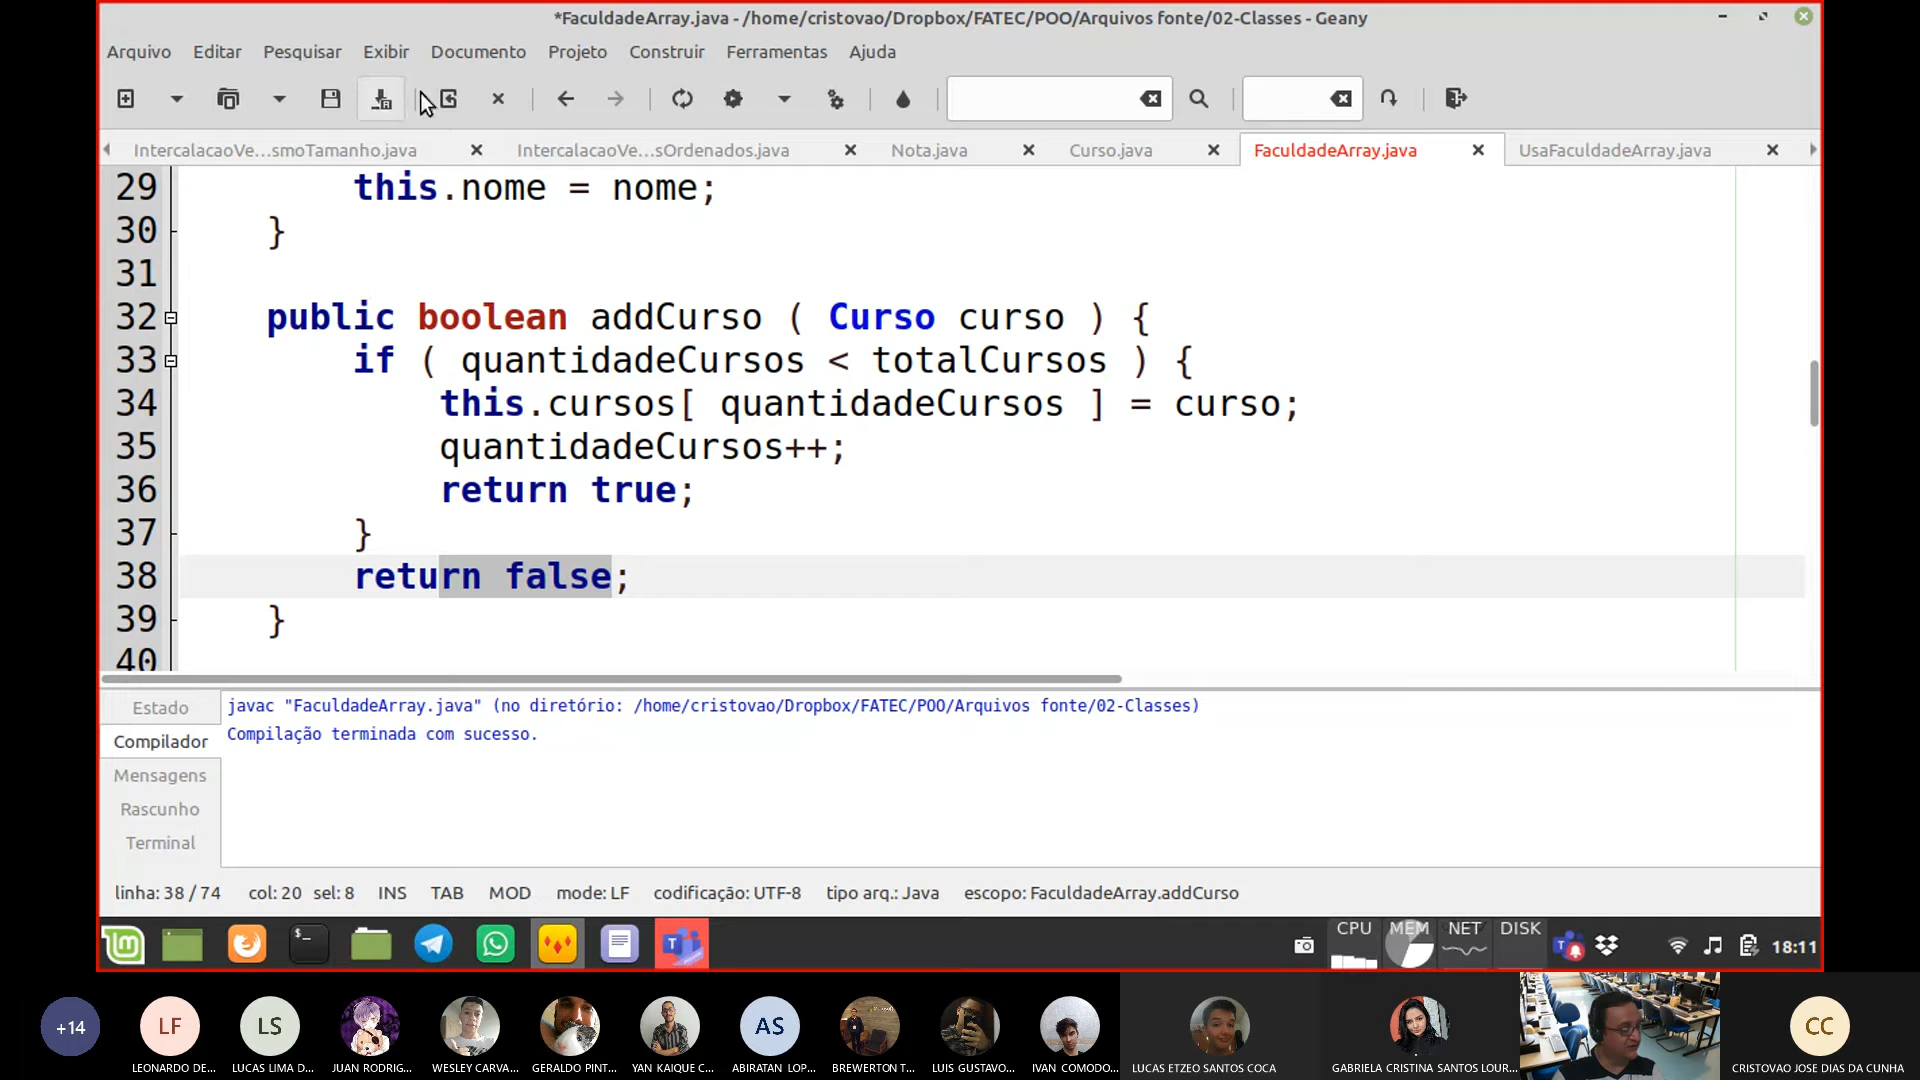 *FaculdadeArray.java - /home/cristovao/Dropbox/FATEC/POO/Arquivos fonte/02-Classes - Geany
Arquivo Editar Pesquisar Exibir Documento Projeto Construir Ferramentas Ajuda
IntercalacaoVe...smoTamanho.java IntercalacaoVe...sOrdenados.java Nota.java Curso.java FaculdadeArray.java UsaFaculdadeArray.java
29 this.nome = nome;
30 }
31
32 public boolean addCurso ( Curso curso ) {
33 if ( quantidadeCursos < totalCursos ) {
34 this.cursos[ quantidadeCursos ] = curso;
35 quantidadeCursos++;
36 return true;
37 }
38 return false;
39 }
40
Estado
javac "FaculdadeArray.java" (no diretório: /home/cristovao/Dropbox/FATEC/POO/Arquivos fonte/02-Classes)
Compilador
Compilação terminada com sucesso.
Mensagens
Rascunho
Terminal
linha: 38 / 74 col: 20 sel: 8 INS TAB MOD mode: LF codificação: UTF-8 tipo arq.: Java escopo: FaculdadeArray.addCurso
CPU MEM NET DISK
18:11
+14 LF LS AS CC
LEONARDO DE... LUCAS LIMA D... JUAN RODRIG... WESLEY CARVA... GERALDO PINT... YAN KAIQUE C... ABIRATAN LOP... BREWERTON T... LUIS GUSTAVO... IVAN COMODO... LUCAS ETZEO SANTOS COCA GABRIELA CRISTINA SANTOS LOUR... CRISTOVAO JOSE DIAS DA CUNHA